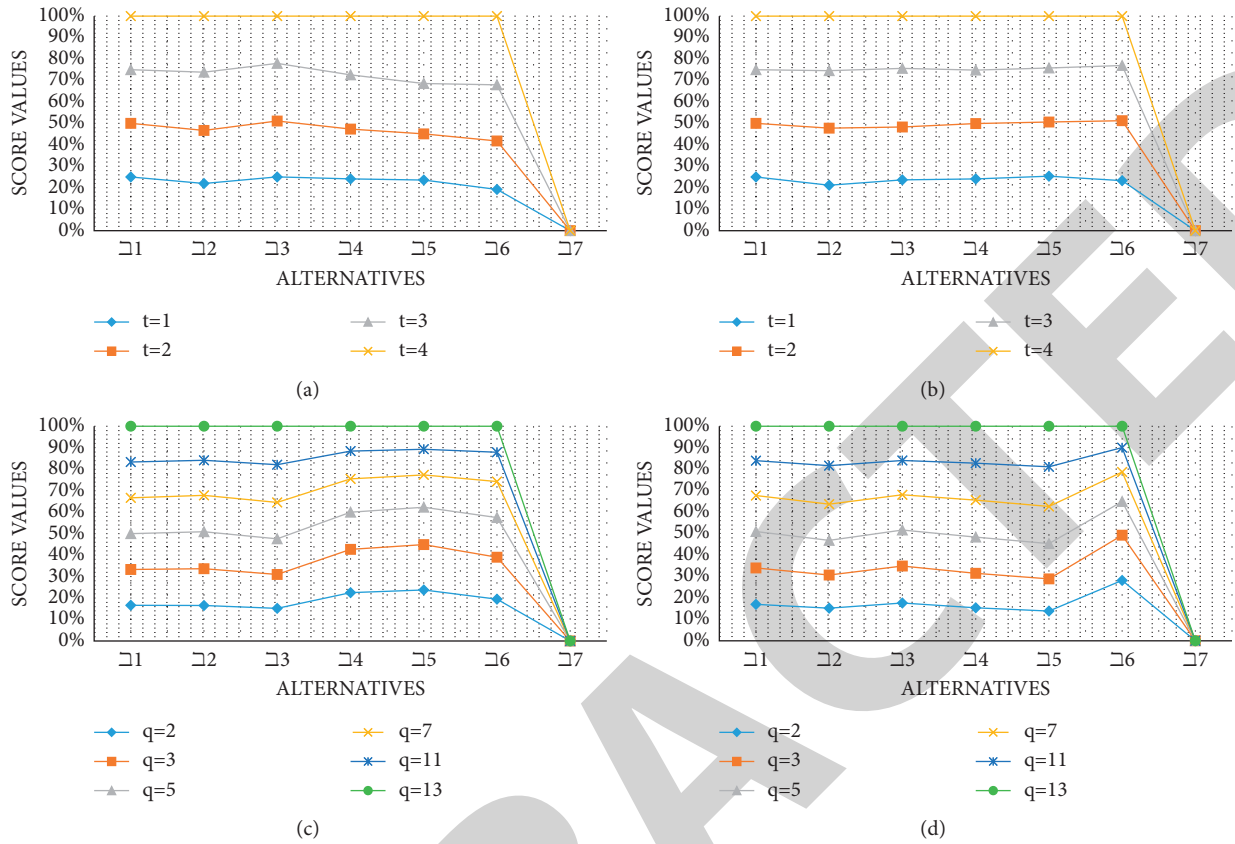 100%
90%
80%
70%
60%
50%
40%
30%
20%
10%
0%
SCORE VALUES
ℶ1 ℶ2 ℶ3 ℶ4 ℶ5 ℶ6 ℶ7
ALTERNATIVES
t=1
t=2
t=3
t=4
(a)
100%
90%
80%
70%
60%
50%
40%
30%
20%
10%
0%
SCORE VALUES
ℶ1 ℶ2 ℶ3 ℶ4 ℶ5 ℶ6 ℶ7
ALTERNATIVES
t=1
t=2
t=3
t=4
(b)
100%
90%
80%
70%
60%
50%
40%
30%
20%
10%
0%
SCORE VALUES
ℶ1 ℶ2 ℶ3 ℶ4 ℶ5 ℶ6 ℶ7
ALTERNATIVES
q=2
q=3
q=5
q=7
q=11
q=13
(c)
100%
90%
80%
70%
60%
50%
40%
30%
20%
10%
0%
SCORE VALUES
ℶ1 ℶ2 ℶ3 ℶ4 ℶ5 ℶ6 ℶ7
ALTERNATIVES
q=2
q=3
q=5
q=7
q=11
q=13
(d)